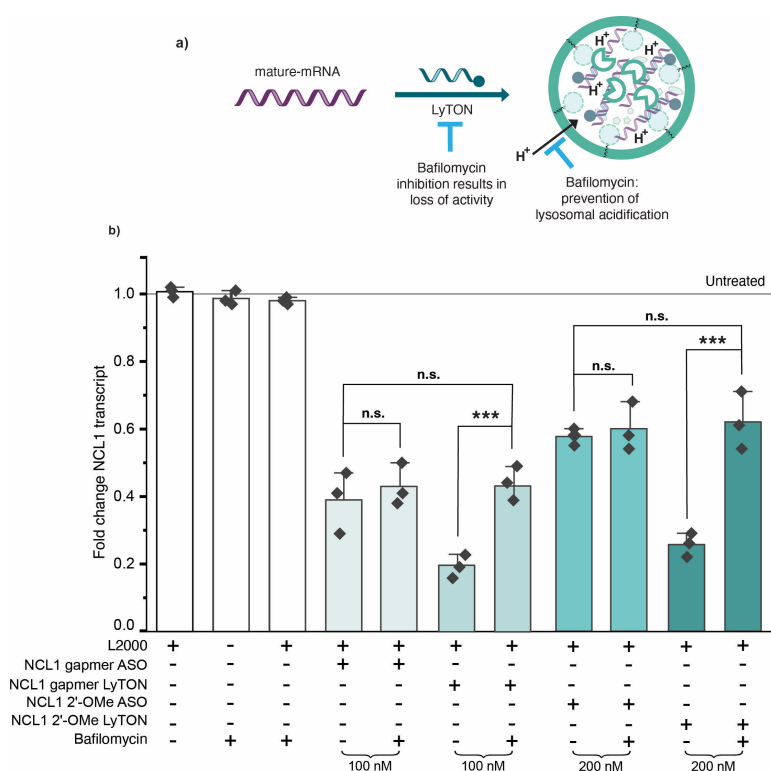 a)
mature-mRNA
LyTON
Bafilomycin
inhibition results in
loss of activity
H+
H+
H+
H+
H+
Bafilomycin:
prevention of
lysosomal acidification
b)
Fold change NCL1 transcript
1.0
0.8
0.6
0.4
0.2
0.0
Untreated
n.s.
n.s.
***
n.s.
n.s.
***
L2000 + - + + + + + + + + +
NCL1 gapmer ASO - - - + + - - - - - -
NCL1 gapmer LyTON - - - - - + + - - - -
NCL1 2'-OMe ASO - - - - - - - + + - -
NCL1 2'-OMe LyTON - - - - - - - - - + +
Bafilomycin - + + - + - + - + - +
100 nM 100 nM 200 nM 200 nM